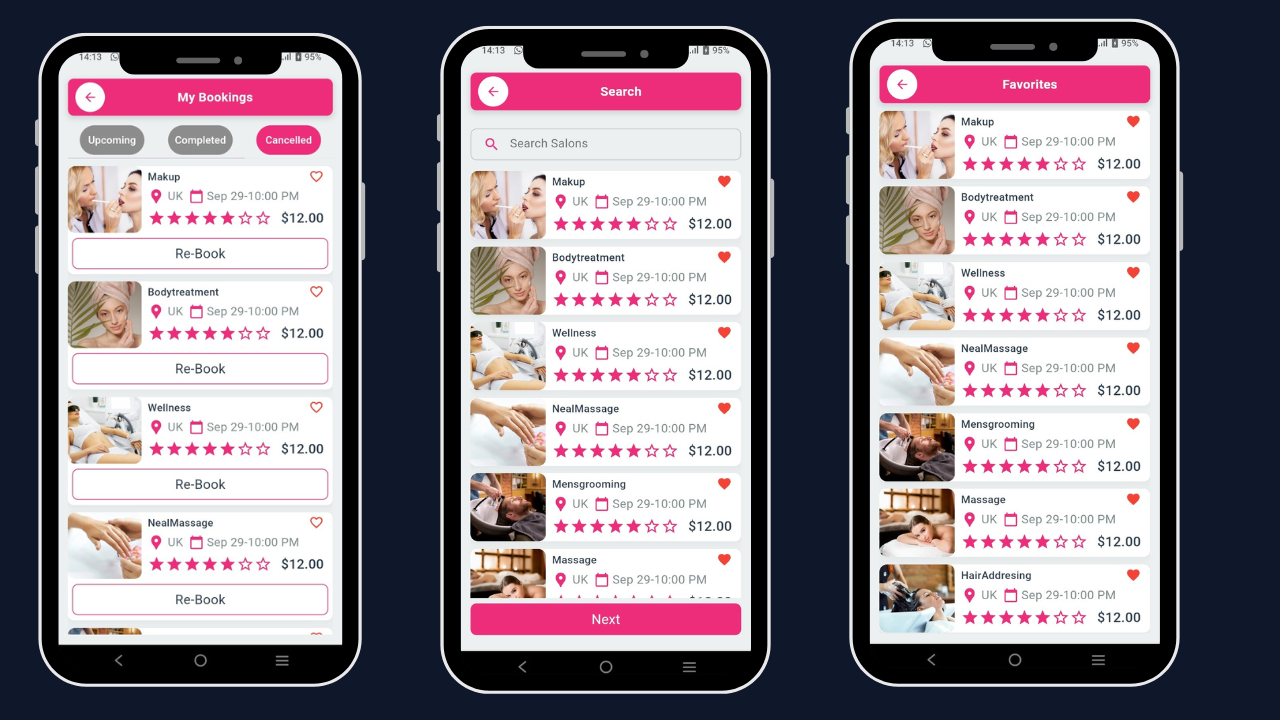 14:13
95%
My Bookings
Upcoming
Completed
Cancelled
Makup
UK Sep 29-10:00 PM
$12.00
Re-Book
Bodytreatment
UK Sep 29-10:00 PM
$12.00
Re-Book
Wellness
UK Sep 29-10:00 PM
$12.00
Re-Book
NealMassage
UK Sep 29-10:00 PM
$12.00
Re-Book
14:13
95%
Search
Search Salons
Makup
UK Sep 29-10:00 PM
$12.00
Bodytreatment
UK Sep 29-10:00 PM
$12.00
Wellness
UK Sep 29-10:00 PM
$12.00
NealMassage
UK Sep 29-10:00 PM
$12.00
Mensgrooming
UK Sep 29-10:00 PM
$12.00
Massage
UK Sep 29-10:00 PM
Next
14:13
95%
Favorites
Makup
UK Sep 29-10:00 PM
$12.00
Bodytreatment
UK Sep 29-10:00 PM
$12.00
Wellness
UK Sep 29-10:00 PM
$12.00
NealMassage
UK Sep 29-10:00 PM
$12.00
Mensgrooming
UK Sep 29-10:00 PM
$12.00
Massage
UK Sep 29-10:00 PM
$12.00
HairAddresing
UK Sep 29-10:00 PM
$12.00